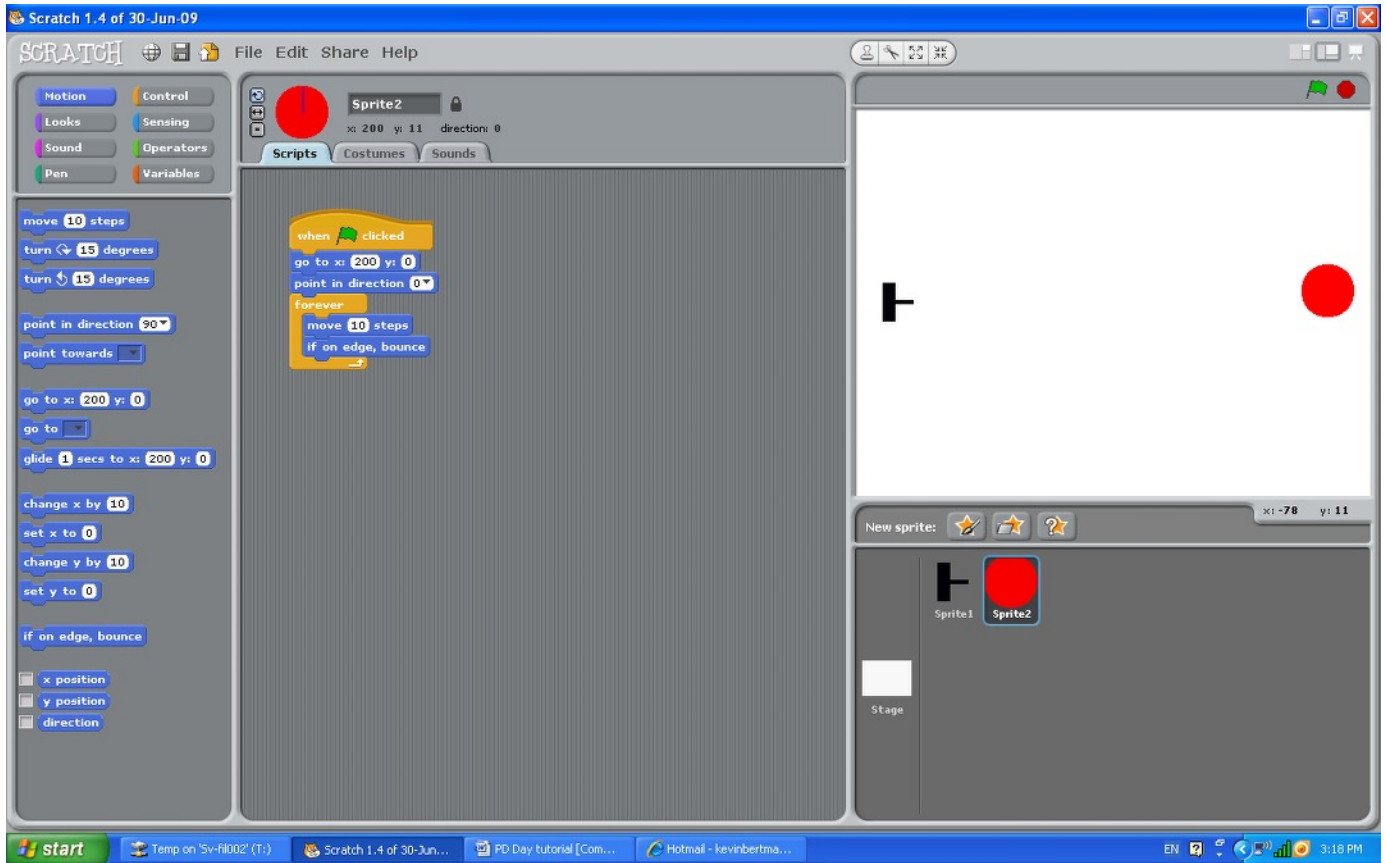 Scratch 1.4 of 30-Jun-09
SCRATCH File Edit Share Help
Motion Control
Looks Sensing
Sound Operators
Pen Variables
move 10 steps
turn 15 degrees
turn 15 degrees
point in direction 90
point towards
go to x: 200 y: 0
go to
glide 1 secs to x: 200 y: 0
change x by 10
set x to 0
change y by 10
set y to 0
if on edge, bounce
x position
y position
direction
Sprite2
x: 200 y: 11 direction: 0
Scripts Costumes Sounds
when clicked
go to x: 200 y: 0
point in direction 0
forever
move 10 steps
if on edge, bounce
x: -78 y: 11
New sprite:
Sprite1 Sprite2
Stage
start Temp on 'Sv-fil002' (T:) Scratch 1.4 of 30-Jun... PD Day tutorial [Com... Hotmail - kevinbertma... EN 3:18 PM